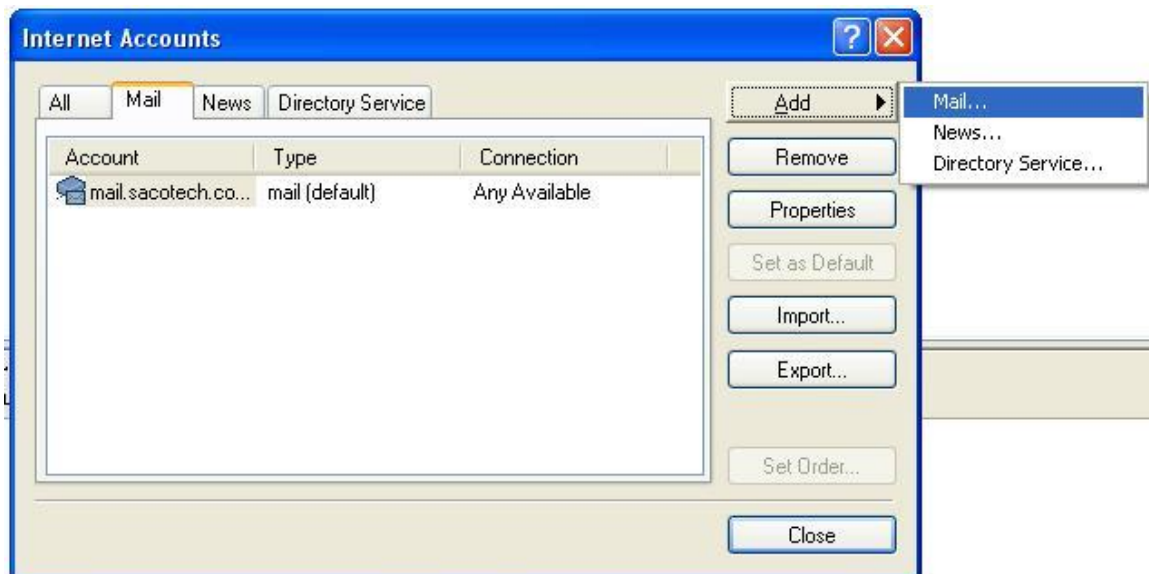 Internet Accounts
All Mail News Directory Service
Add
Mail...
News...
Directory Service...
Account Type Connection
mail.sacotech.co... mail (default) Any Available
Remove
Properties
Set as Default
Import...
Export...
Set Order...
Close